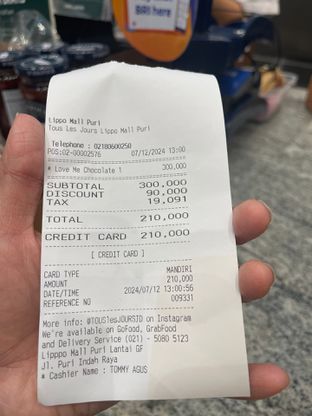 BRI here
Lippo Mall Puri
Tous Les Jours Lippo Mall Puri
Telephone : 02180600250
POS:02-00002576 07/12/2024 13:00
* Love Me Chocolate 1 300,000
SUBTOTAL 300,000
DISCOUNT 90,000
TAX 19,091
TOTAL 210,000
CREDIT CARD 210,000
[ CREDIT CARD ]
CARD TYPE MANDIRI
AMOUNT 210,000
DATE/TIME 2024/07/12 13:00:56
REFERENCE NO 009331
More info: @TOUSlesJOURSID on Instagram
We're available on GoFood, GrabFood
and Delivery Service (021) - 5080 5123
Lipppo Mall Puri Lantai GF
Jl. Puri Indah Raya
* Cashier Name : TOMMY AGUS